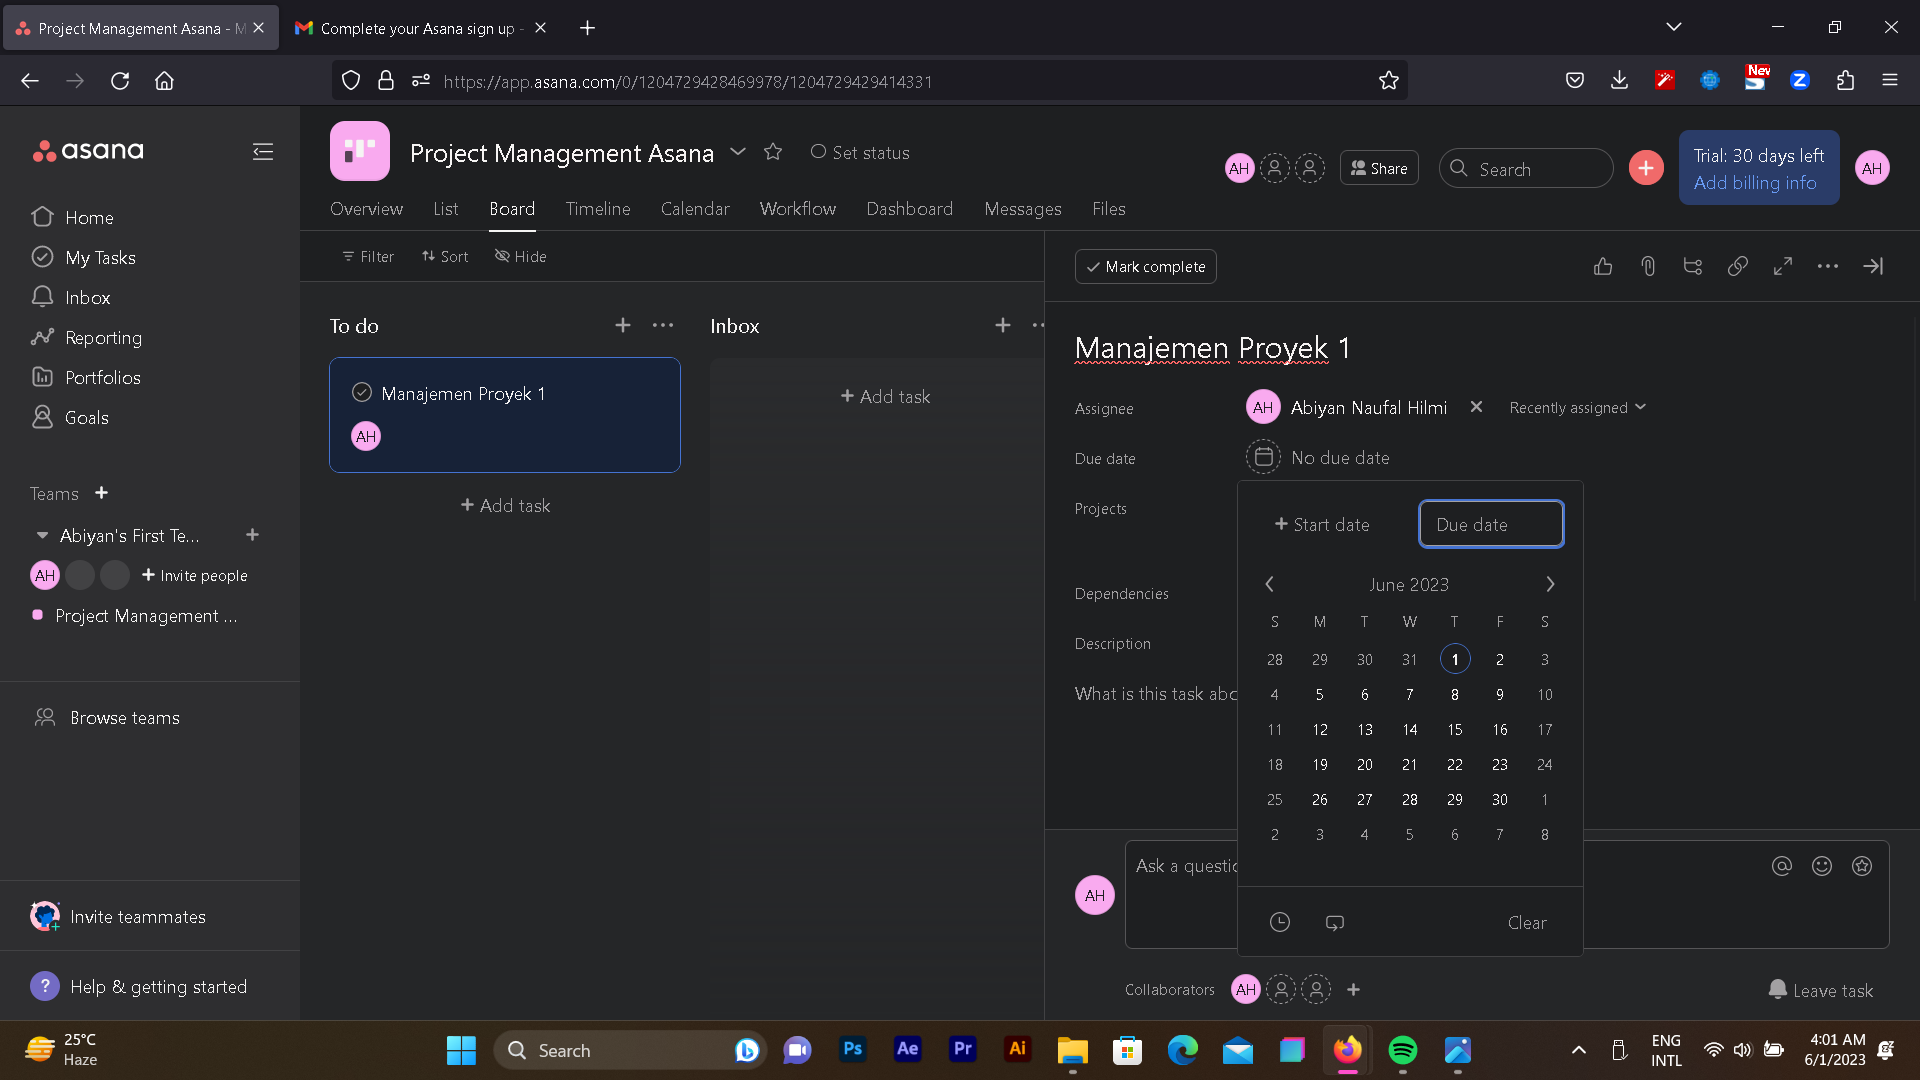 Project Management Asana - M
Complete your Asana sign up -
https://app.asana.com/0/1204729428469978/1204729429414331
New
Z
asana
Home
My Tasks
Inbox
Reporting
Portfolios
Goals
Teams
Abiyan's First Te...
AH
Invite people
Project Management ...
Browse teams
Invite teammates
? Help & getting started
Project Management Asana
Set status
Overview List Board Timeline Calendar Workflow Dashboard Messages Files
AH
Share
Search
Trial: 30 days left
Add billing info
AH
Filter Sort Hide
To do
Manajemen Proyek 1
AH
+ Add task
Inbox
+ Add task
Mark complete
Manajemen Proyek 1
Assignee AH Abiyan Naufal Hilmi Recently assigned
Due date No due date
Projects
Dependencies
Description
What is this task abo
+ Start date Due date
June 2023
S M T W T F S
28 29 30 31 1 2 3
4 5 6 7 8 9 10
11 12 13 14 15 16 17
18 19 20 21 22 23 24
25 26 27 28 29 30 1
2 3 4 5 6 7 8
Clear
AH
Ask a questio
Collaborators AH
Leave task
25°C
Haze
Search
Ps Ae Pr Ai
ENG
INTL
4:01 AM
6/1/2023